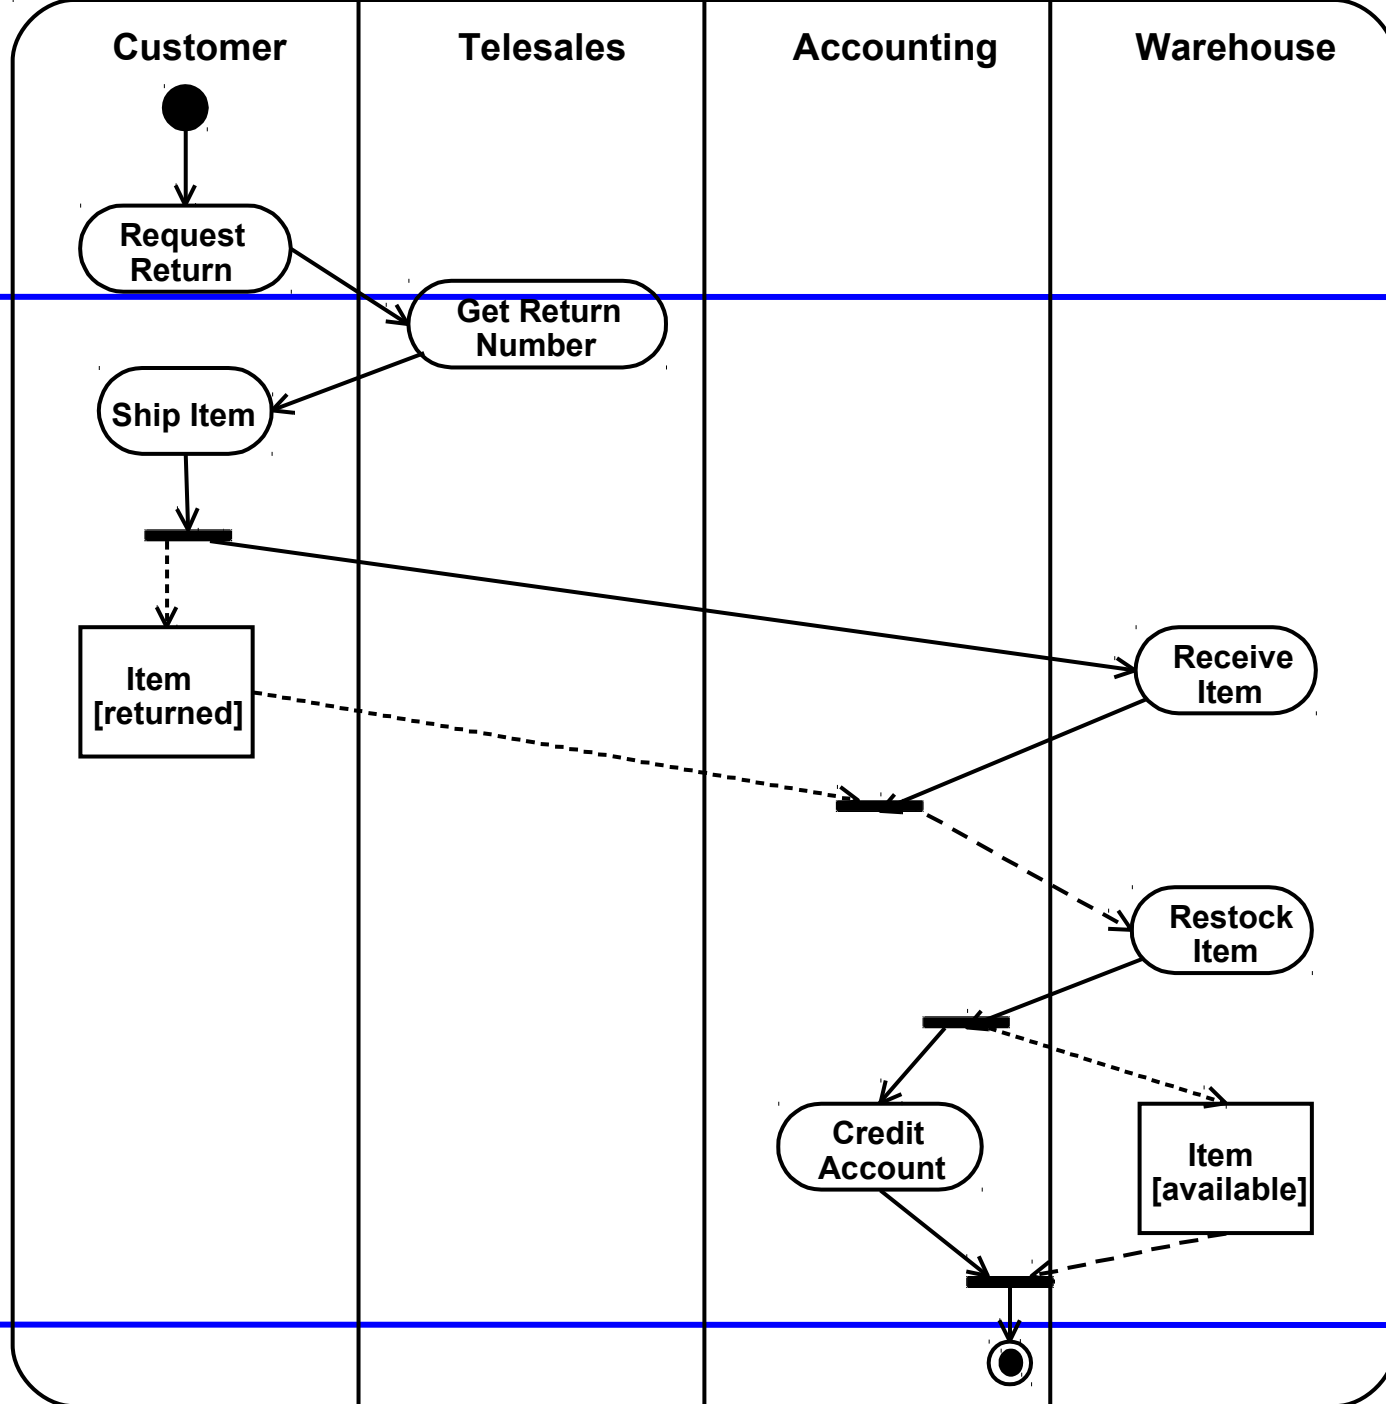 Customer
Telesales
Accounting
Warehouse
Request
Return
Get Return
Number
Ship Item
Receive
Item
Item
[returned]
Restock
Item
Credit
Account
Item
[available]